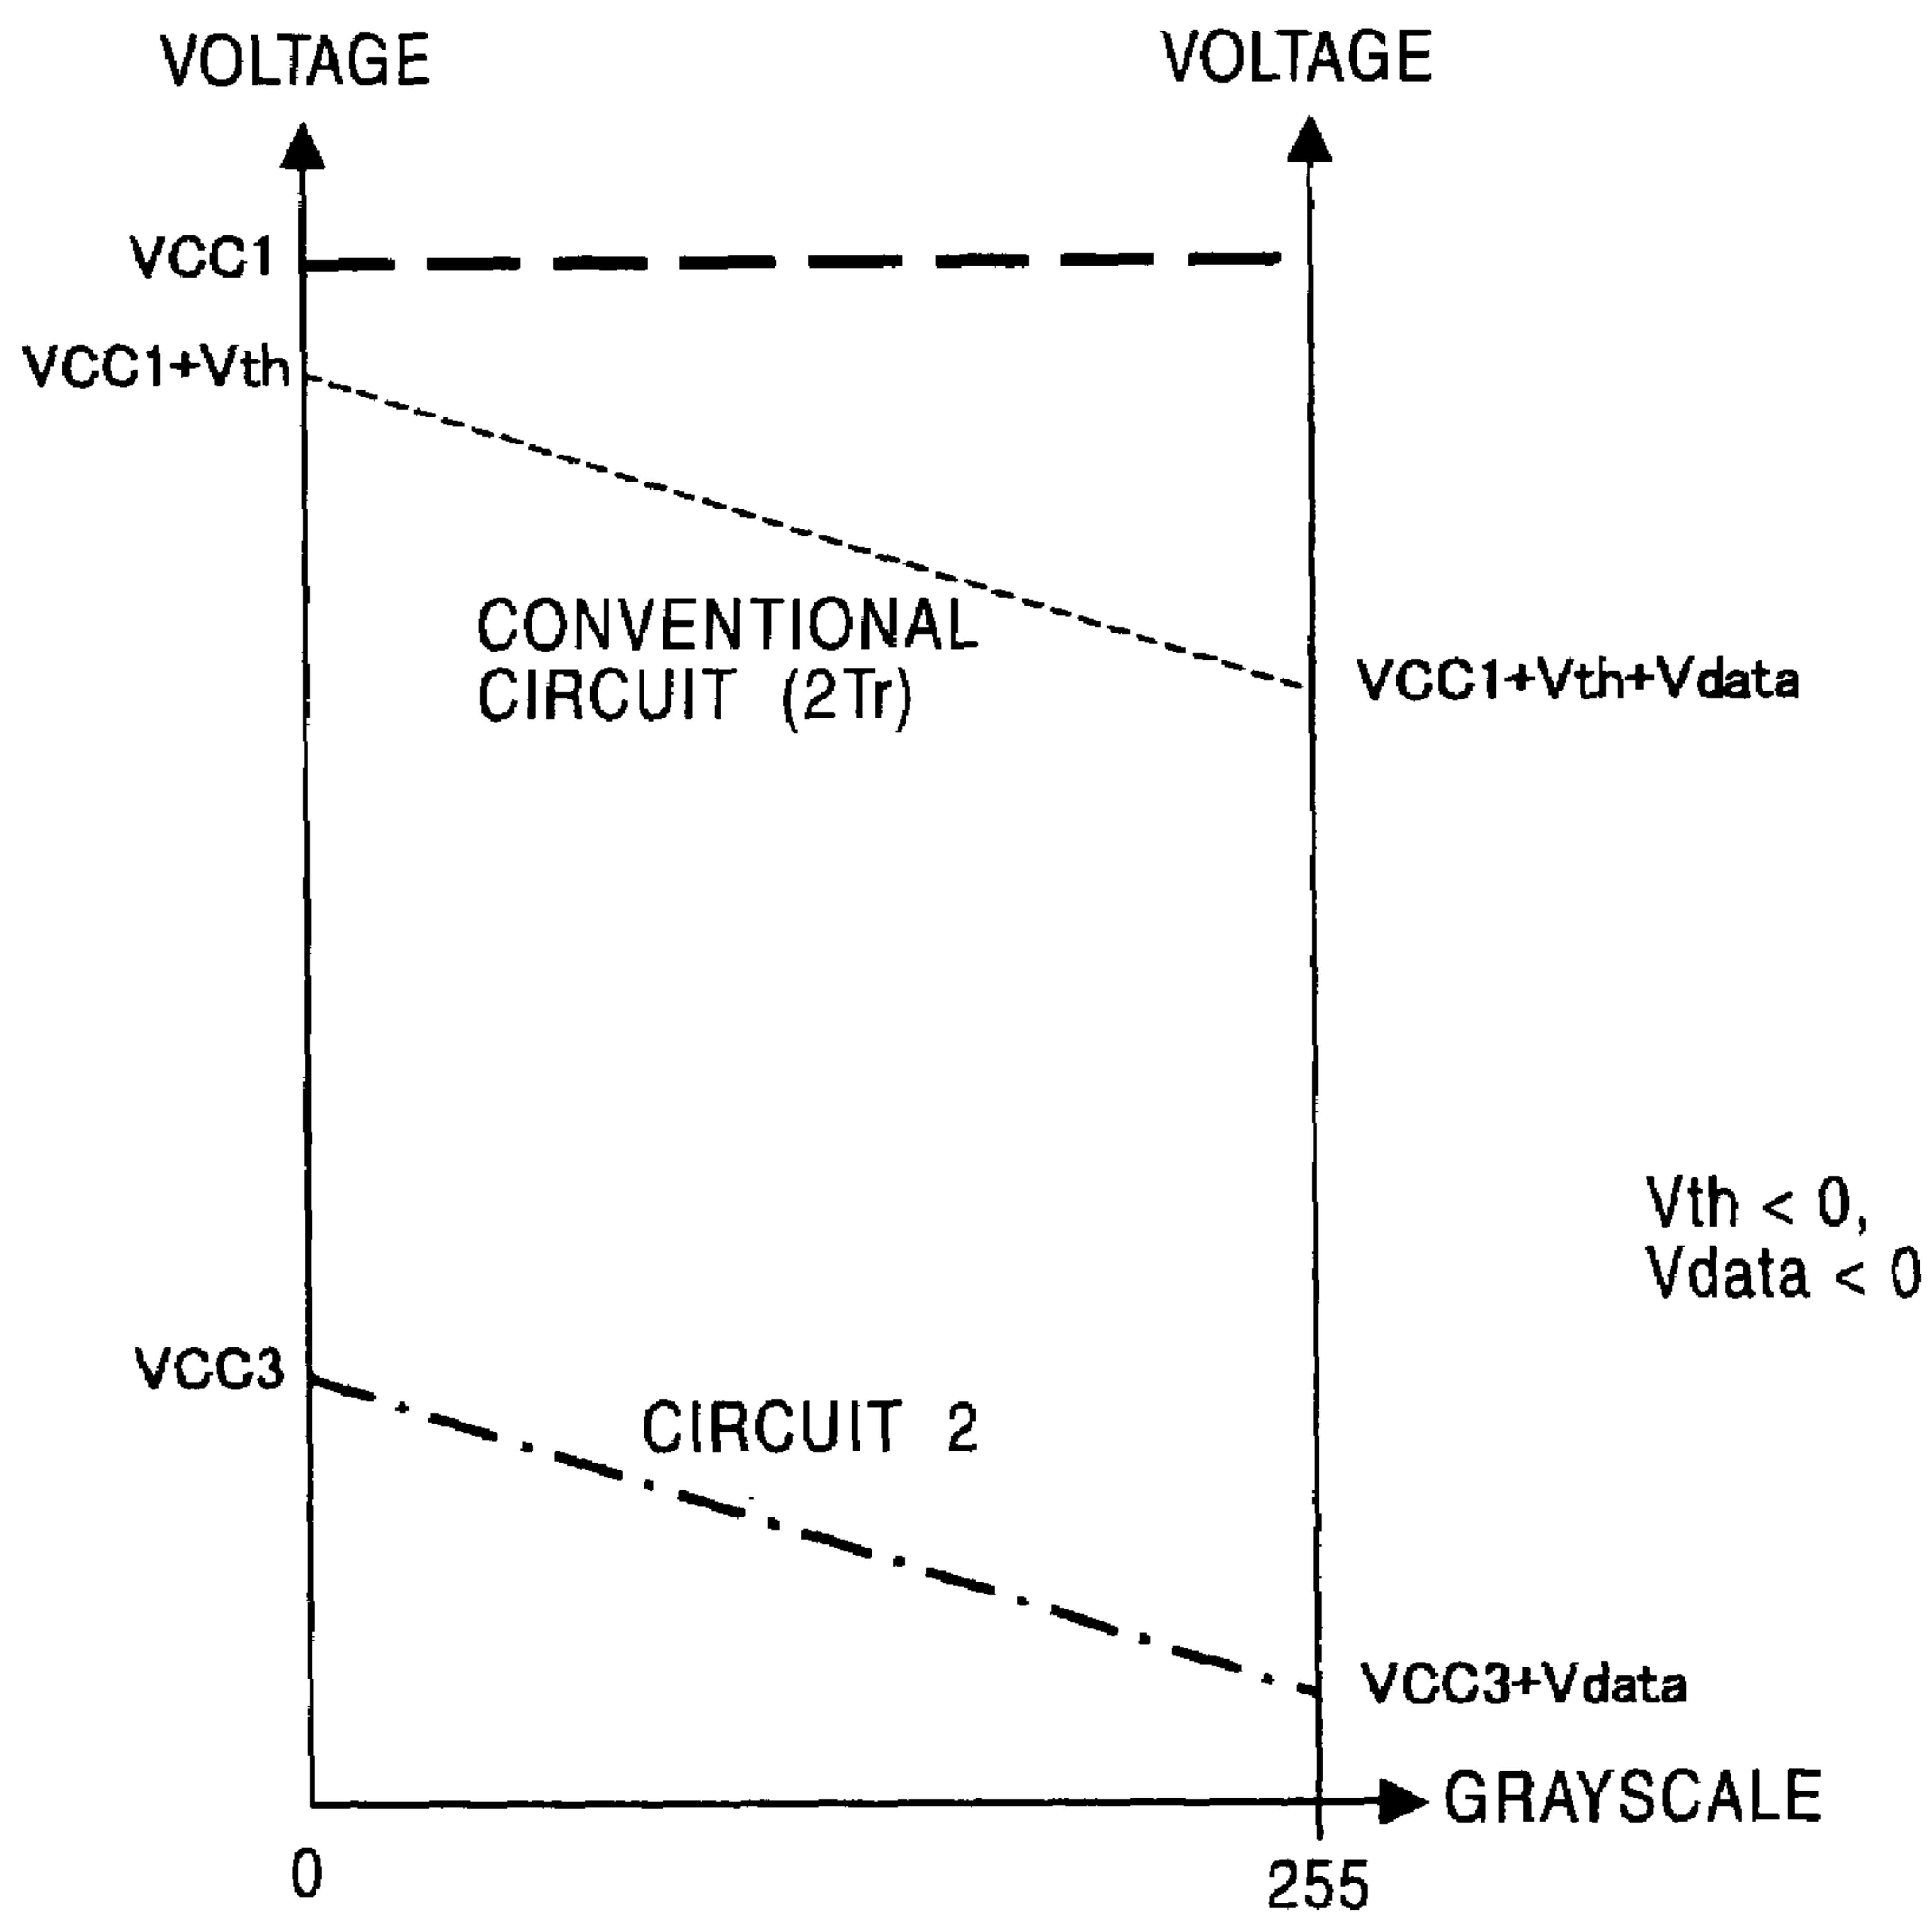 VOLTAGE
VOLTAGE
VCC1
VCC1+Vth
CONVENTIONAL
CIRCUIT (2Tr)
VCC1+Vth+Vdata
Vth < 0,
Vdata < 0
VCC3
CIRCUIT 2
VCC3+Vdata
GRAYSCALE
0
255